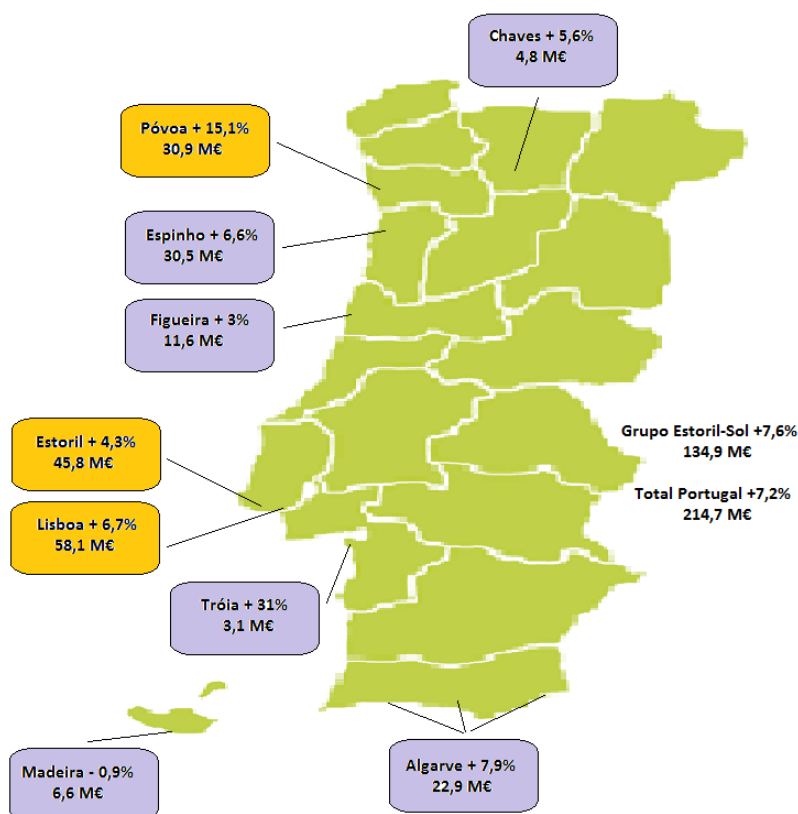 Chaves + 5,6%
4,8 M€
Póvoa + 15,1%
30,9 M€
Espinho + 6,6%
30,5 M€
Figueira + 3%
11,6 M€
Estoril + 4,3%
45,8 M€
Grupo Estoril-Sol +7,6%
134,9 M€
Total Portugal +7,2%
214,7 M€
Lisboa + 6,7%
58,1 M€
Tróia + 31%
3,1 M€
Madeira - 0,9%
6,6 M€
Algarve + 7,9%
22,9 M€